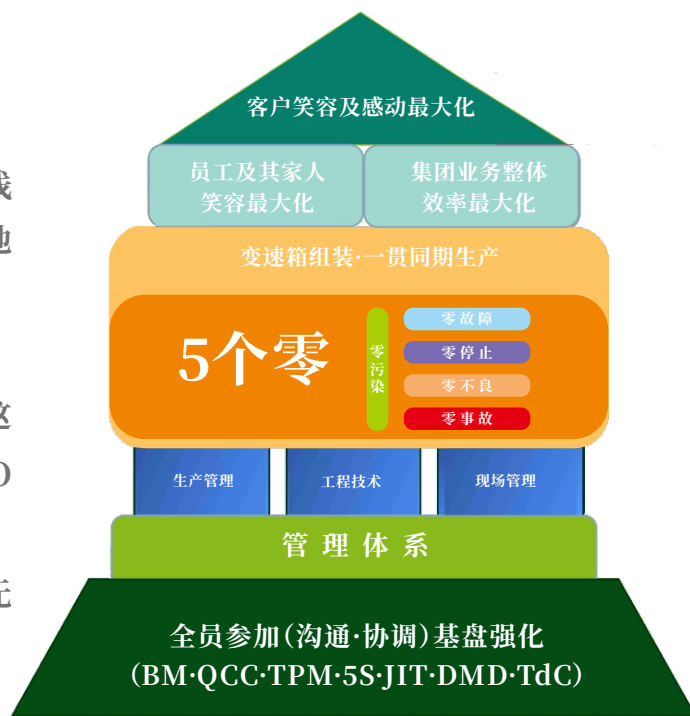 客户笑容及感动最大化
员工及其家人
笑容最大化
集团业务整体
效率最大化
变速箱组装·一贯同期生产
5个零
零污染
零故障
零停止
零不良
零事故
生产管理
工程技术
现场管理
管理体系
全员参加(沟通·协调)基盘强化
(BM·QCC·TPM·5S·JIT·DMD·TdC)